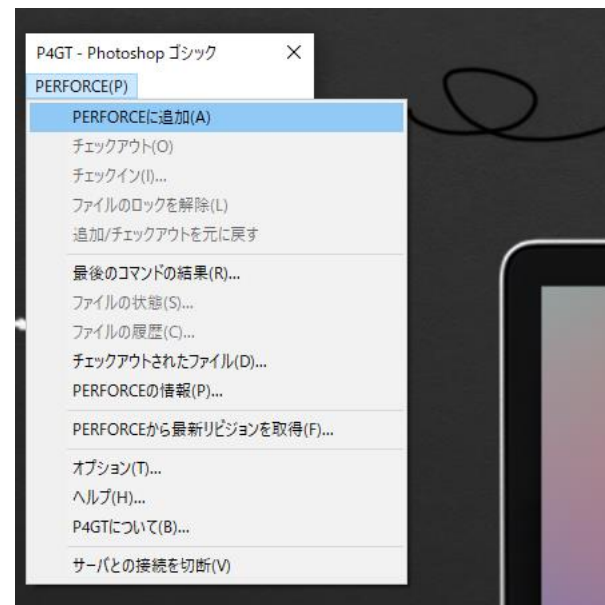 P4GT - Photoshop ゴシック
PERFORCE(P)
PERFORCEに追加(A)
チェックアウト(O)
チェックイン(I)...
ファイルのロックを解除(L)
追加/チェックアウトを元に戻す
最後のコマンドの結果(R)...
ファイルの状態(S)...
ファイルの履歴(C)...
チェックアウトされたファイル(D)...
PERFORCEの情報(P)...
PERFORCEから最新リビジョンを取得(F)...
オプション(T)...
ヘルプ(H)...
P4GTについて(B)...
サーバとの接続を切断(V)